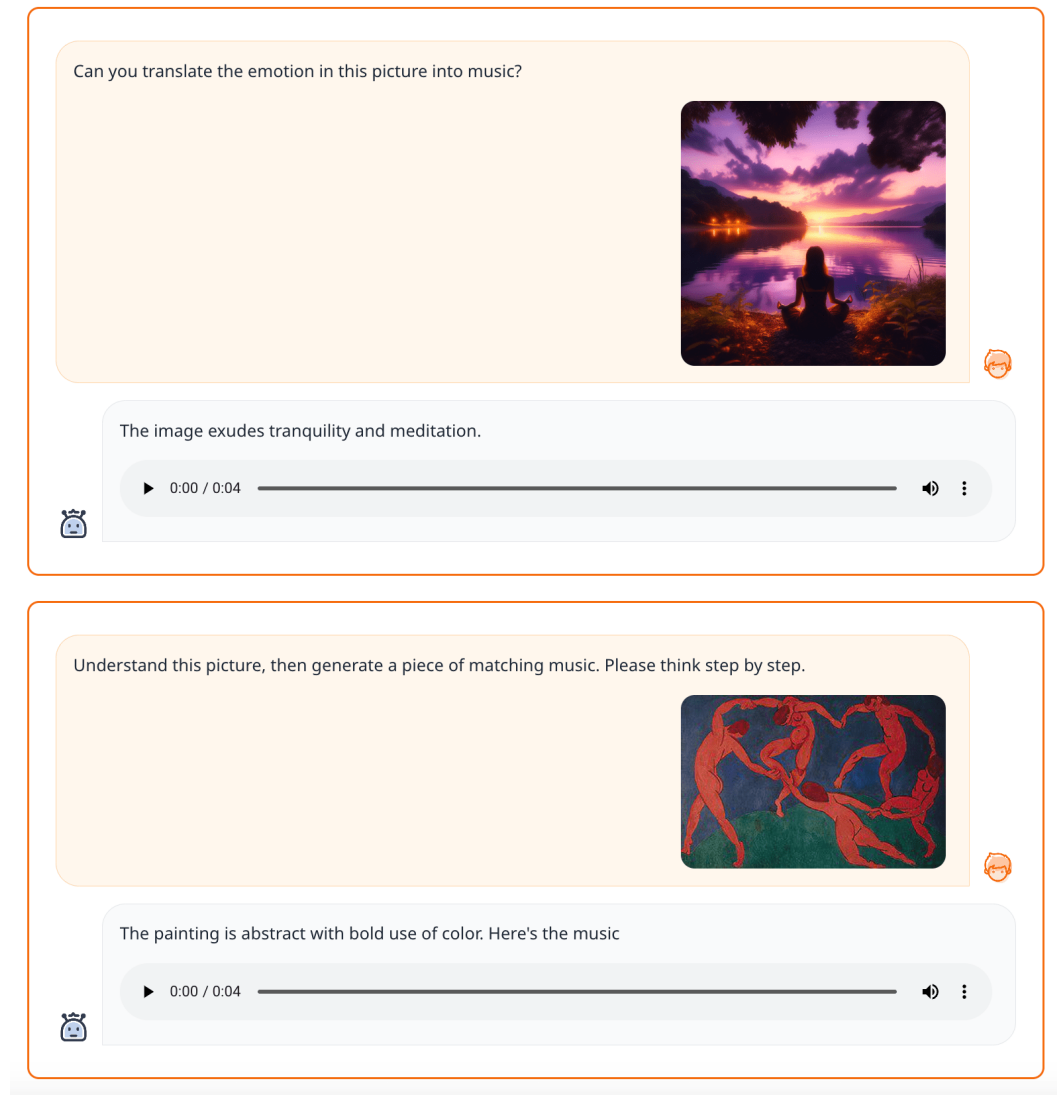 Can you translate the emotion in this picture into music?
The image exudes tranquility and meditation.
0:00 / 0:04
Understand this picture, then generate a piece of matching music. Please think step by step.
The painting is abstract with bold use of color. Here's the music
0:00 / 0:04